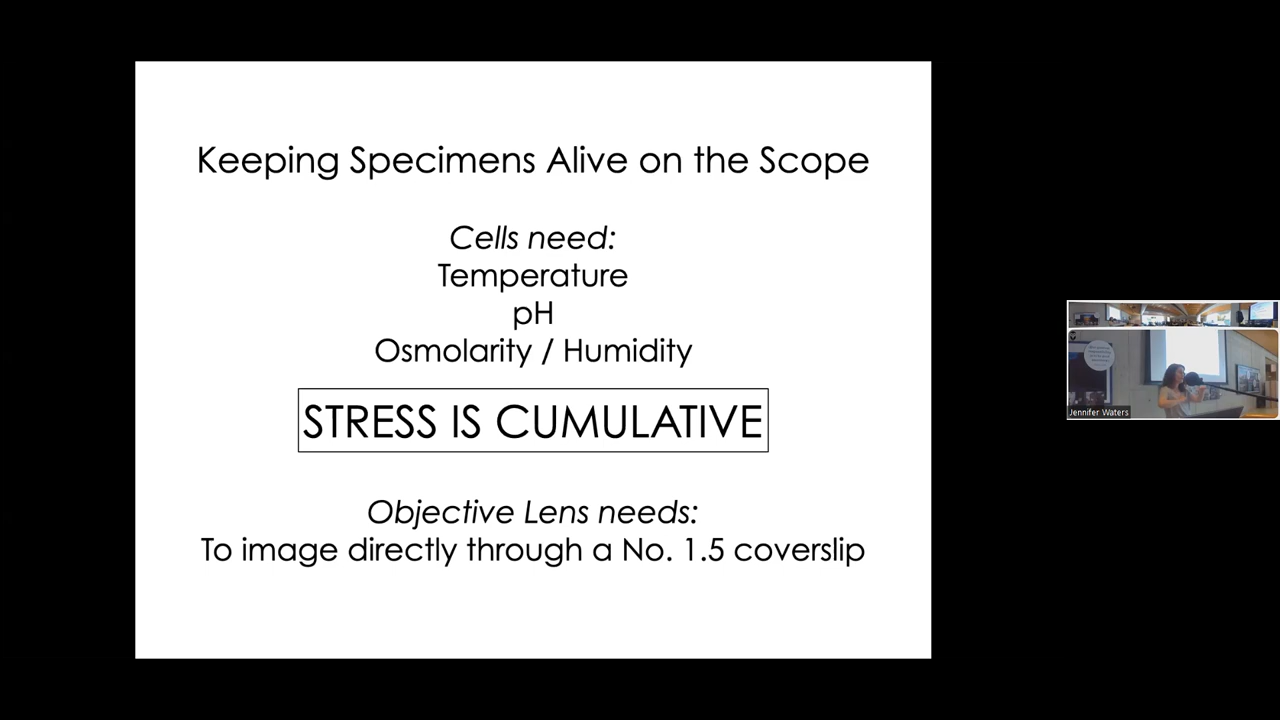 Keeping Specimens Alive on the Scope
Cells need:
Temperature
pH
Osmolarity / Humidity
STRESS IS CUMULATIVE
Objective Lens needs:
To image directly through a No. 1.5 coverslip
Jennifer Waters